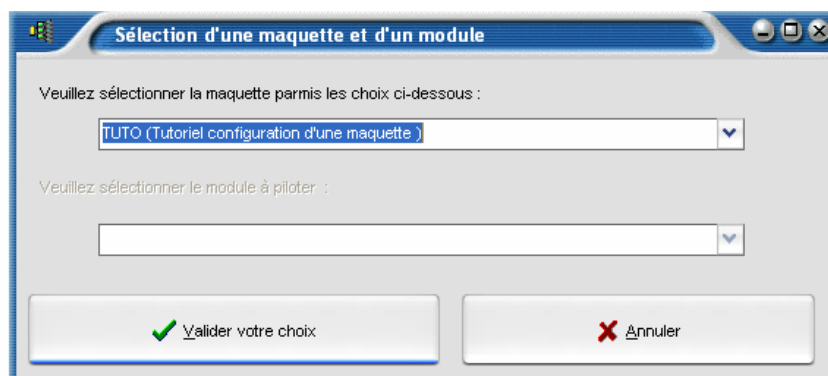 Sélection d'une maquette et d'un module
Veuillez sélectionner la maquette parmis les choix ci-dessous :
TUTO (Tutoriel configuration d'une maquette )
Veuillez sélectionner le module à piloter :
Valider votre choix
Annuler